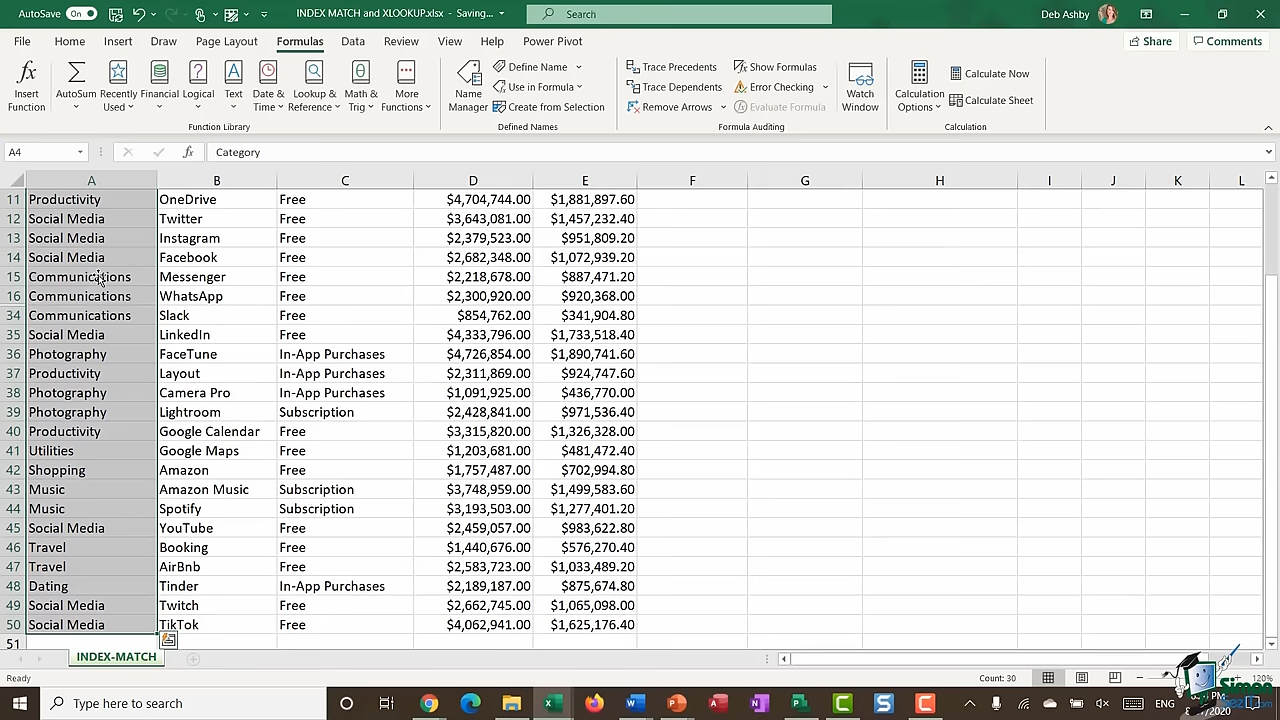 AutoSave On INDEX MATCH and XLOOKUP.xlsx - Saving... Search Deb Ashby
File Home Insert Draw Page Layout Formulas Data Review View Help Power Pivot Share Comments
Insert Function
AutoSum
Recently Used
Financial
Logical
Text
Date & Time
Lookup & Reference
Math & Trig
More Functions
Function Library
Name Manager
Define Name
Use in Formula
Create from Selection
Defined Names
Trace Precedents
Trace Dependents
Remove Arrows
Show Formulas
Error Checking
Evaluate Formula
Formula Auditing
Watch Window
Calculation Options
Calculate Now
Calculate Sheet
Calculation
A4 fx Category
A B C D E F G H I J K L
11 Productivity OneDrive Free $4,704,744.00 $1,881,897.60
12 Social Media Twitter Free $3,643,081.00 $1,457,232.40
13 Social Media Instagram Free $2,379,523.00 $951,809.20
14 Social Media Facebook Free $2,682,348.00 $1,072,939.20
15 Communications Messenger Free $2,218,678.00 $887,471.20
16 Communications WhatsApp Free $2,300,920.00 $920,368.00
34 Communications Slack Free $854,762.00 $341,904.80
35 Social Media LinkedIn Free $4,333,796.00 $1,733,518.40
36 Photography FaceTune In-App Purchases $4,726,854.00 $1,890,741.60
37 Productivity Layout In-App Purchases $2,311,869.00 $924,747.60
38 Photography Camera Pro In-App Purchases $1,091,925.00 $436,770.00
39 Photography Lightroom Subscription $2,428,841.00 $971,536.40
40 Productivity Google Calendar Free $3,315,820.00 $1,326,328.00
41 Utilities Google Maps Free $1,203,681.00 $481,472.40
42 Shopping Amazon Free $1,757,487.00 $702,994.80
43 Music Amazon Music Subscription $3,748,959.00 $1,499,583.60
44 Music Spotify Subscription $3,193,503.00 $1,277,401.20
45 Social Media YouTube Free $2,459,057.00 $983,622.80
46 Travel Booking Free $1,440,676.00 $576,270.40
47 Travel AirBnb Free $2,583,723.00 $1,033,489.20
48 Dating Tinder In-App Purchases $2,189,187.00 $875,674.80
49 Social Media Twitch Free $2,662,745.00 $1,065,098.00
50 Social Media TikTok Free $4,062,941.00 $1,625,176.40
51
INDEX-MATCH
Ready Count: 30 120%
Type here to search ENG